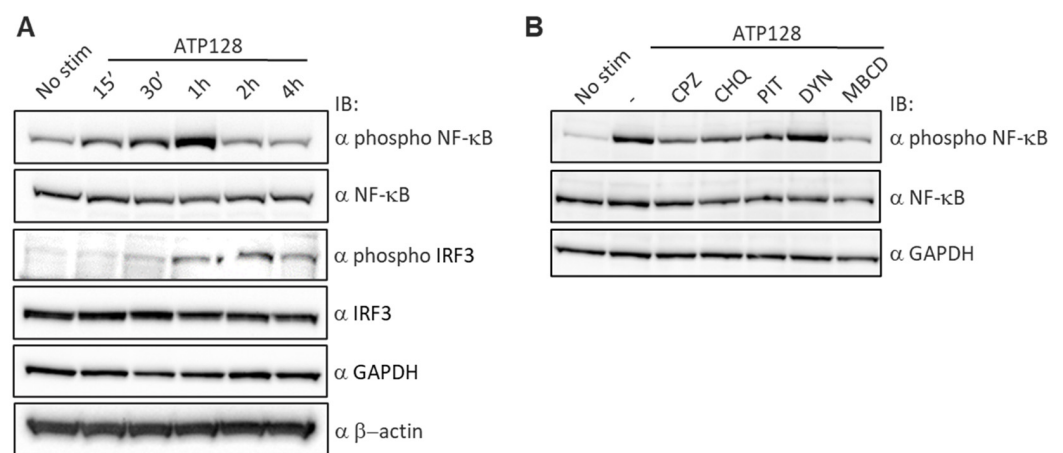 A
ATP128
No stim 15' 30' 1h 2h 4h
IB:
α phospho NF-κB
α NF-κB
α phospho IRF3
α IRF3
α GAPDH
α β–actin
B
ATP128
No stim - CPZ CHQ PIT DYN MBCD
IB:
α phospho NF-κB
α NF-κB
α GAPDH